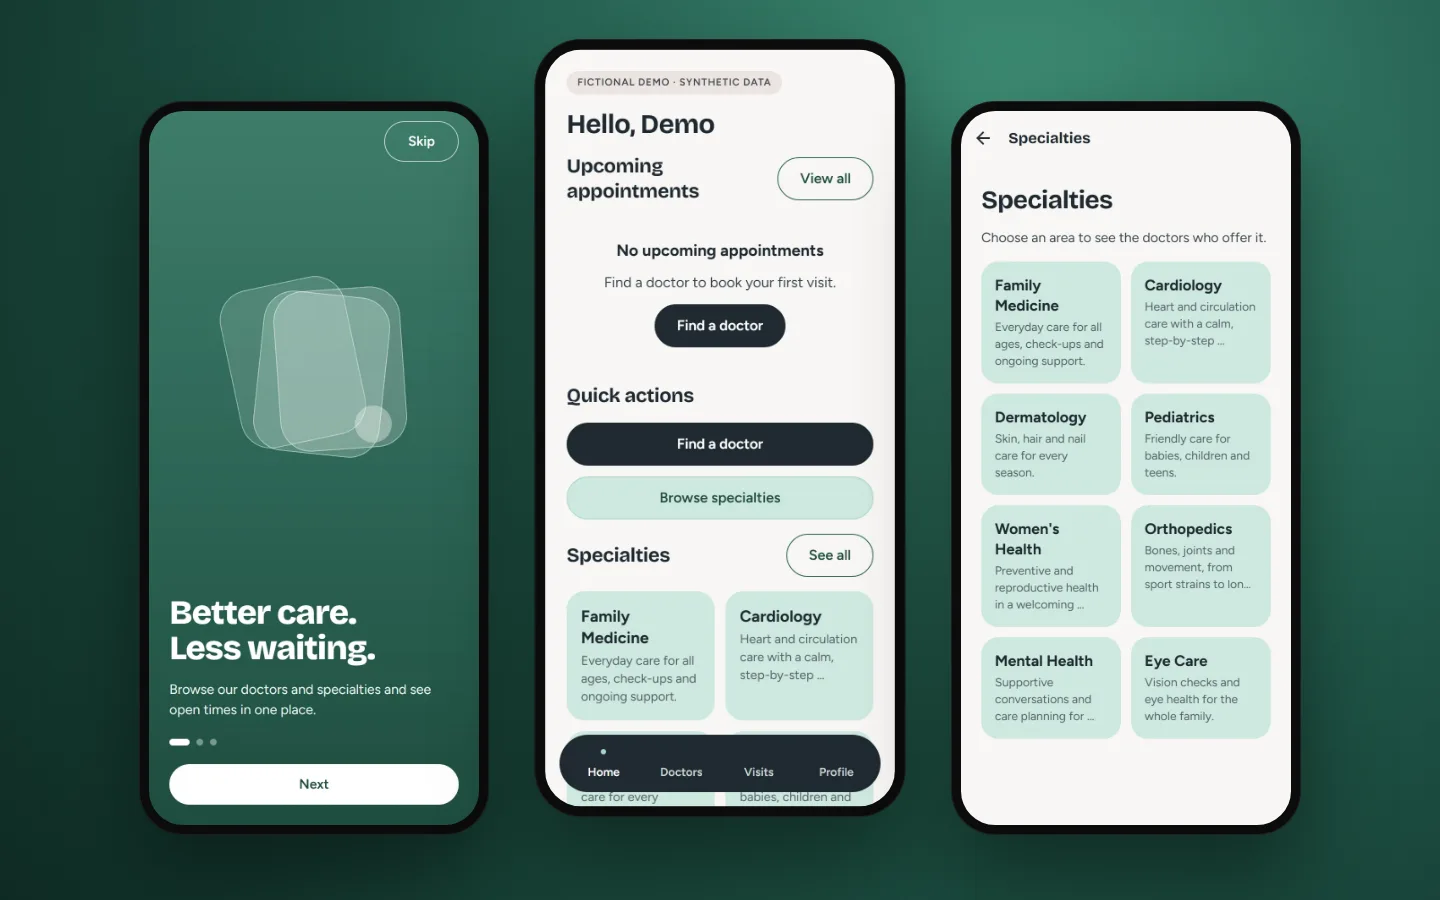 Skip
Better care.
Less waiting.
Browse our doctors and specialties and see
open times in one place.
Next
FICTIONAL DEMO · SYNTHETIC DATA
Hello, Demo
Upcoming
appointments
View all
No upcoming appointments
Find a doctor to book your first visit.
Find a doctor
Quick actions
Find a doctor
Browse specialties
Specialties
See all
Family
Medicine
Everyday care for all
ages, check-ups and
ongoing support.
Cardiology
Heart and circulation
care with a calm,
step-by-step ...
Home
Doctors
Visits
Profile
care for every
babies, children and
Specialties
Specialties
Choose an area to see the doctors who offer it.
Family
Medicine
Everyday care for all
ages, check-ups and
ongoing support.
Cardiology
Heart and circulation
care with a calm,
step-by-step ...
Dermatology
Skin, hair and nail
care for every
season.
Pediatrics
Friendly care for
babies, children and
teens.
Women's
Health
Preventive and
reproductive health
in a welcoming ...
Orthopedics
Bones, joints and
movement, from
sport strains to lon...
Mental Health
Supportive
conversations and
care planning for ...
Eye Care
Vision checks and
eye health for the
whole family.